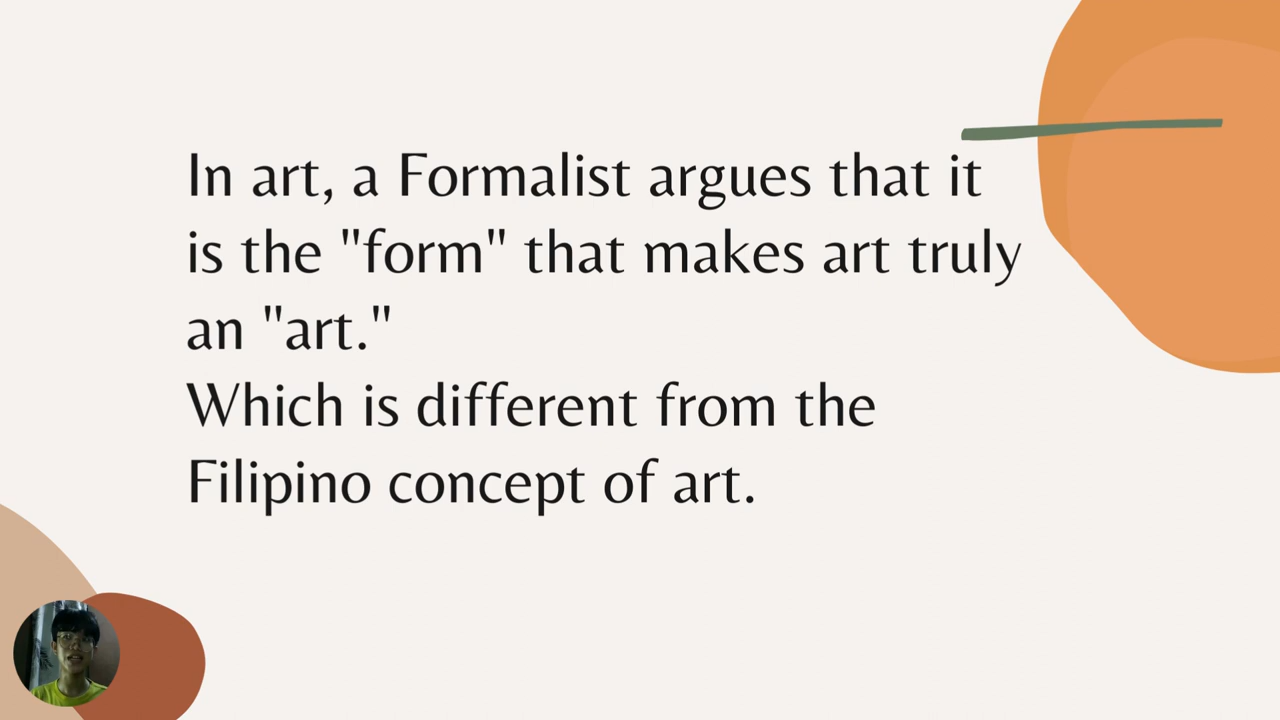 In art, a Formalist argues that it
is the "form" that makes art truly
an "art."
Which is different from the
Filipino concept of art.